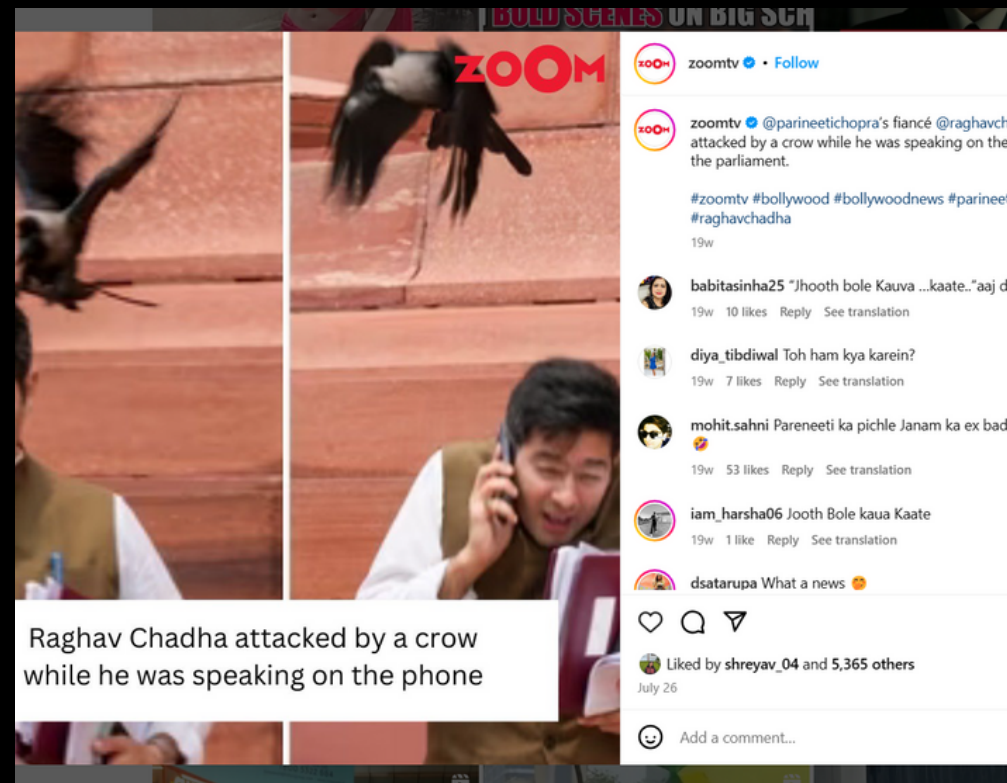 BOLD SCENES ON BIG SCR
ZOOM
Raghav Chadha attacked by a crow
while he was speaking on the phone
ZOOM
zoomtv • Follow
ZOOM
zoomtv @parineetichopra's fiancé @raghavch
attacked by a crow while he was speaking on the
the parliament.
#zoomtv #bollywood #bollywoodnews #parineet
#raghavchadha
19w
babitasinha25 “Jhooth bole Kauva ...kaate..“aaj d
19w 10 likes Reply See translation
diya_tibdiwal Toh ham kya karein?
19w 7 likes Reply See translation
mohit.sahni Pareneeti ka pichle Janam ka ex bad
🤣
19w 53 likes Reply See translation
iam_harsha06 Jooth Bole kaua Kaate
19w 1 like Reply See translation
dsatarupa What a news 😁
Liked by shreyav_04 and 5,365 others
July 26
Add a comment...